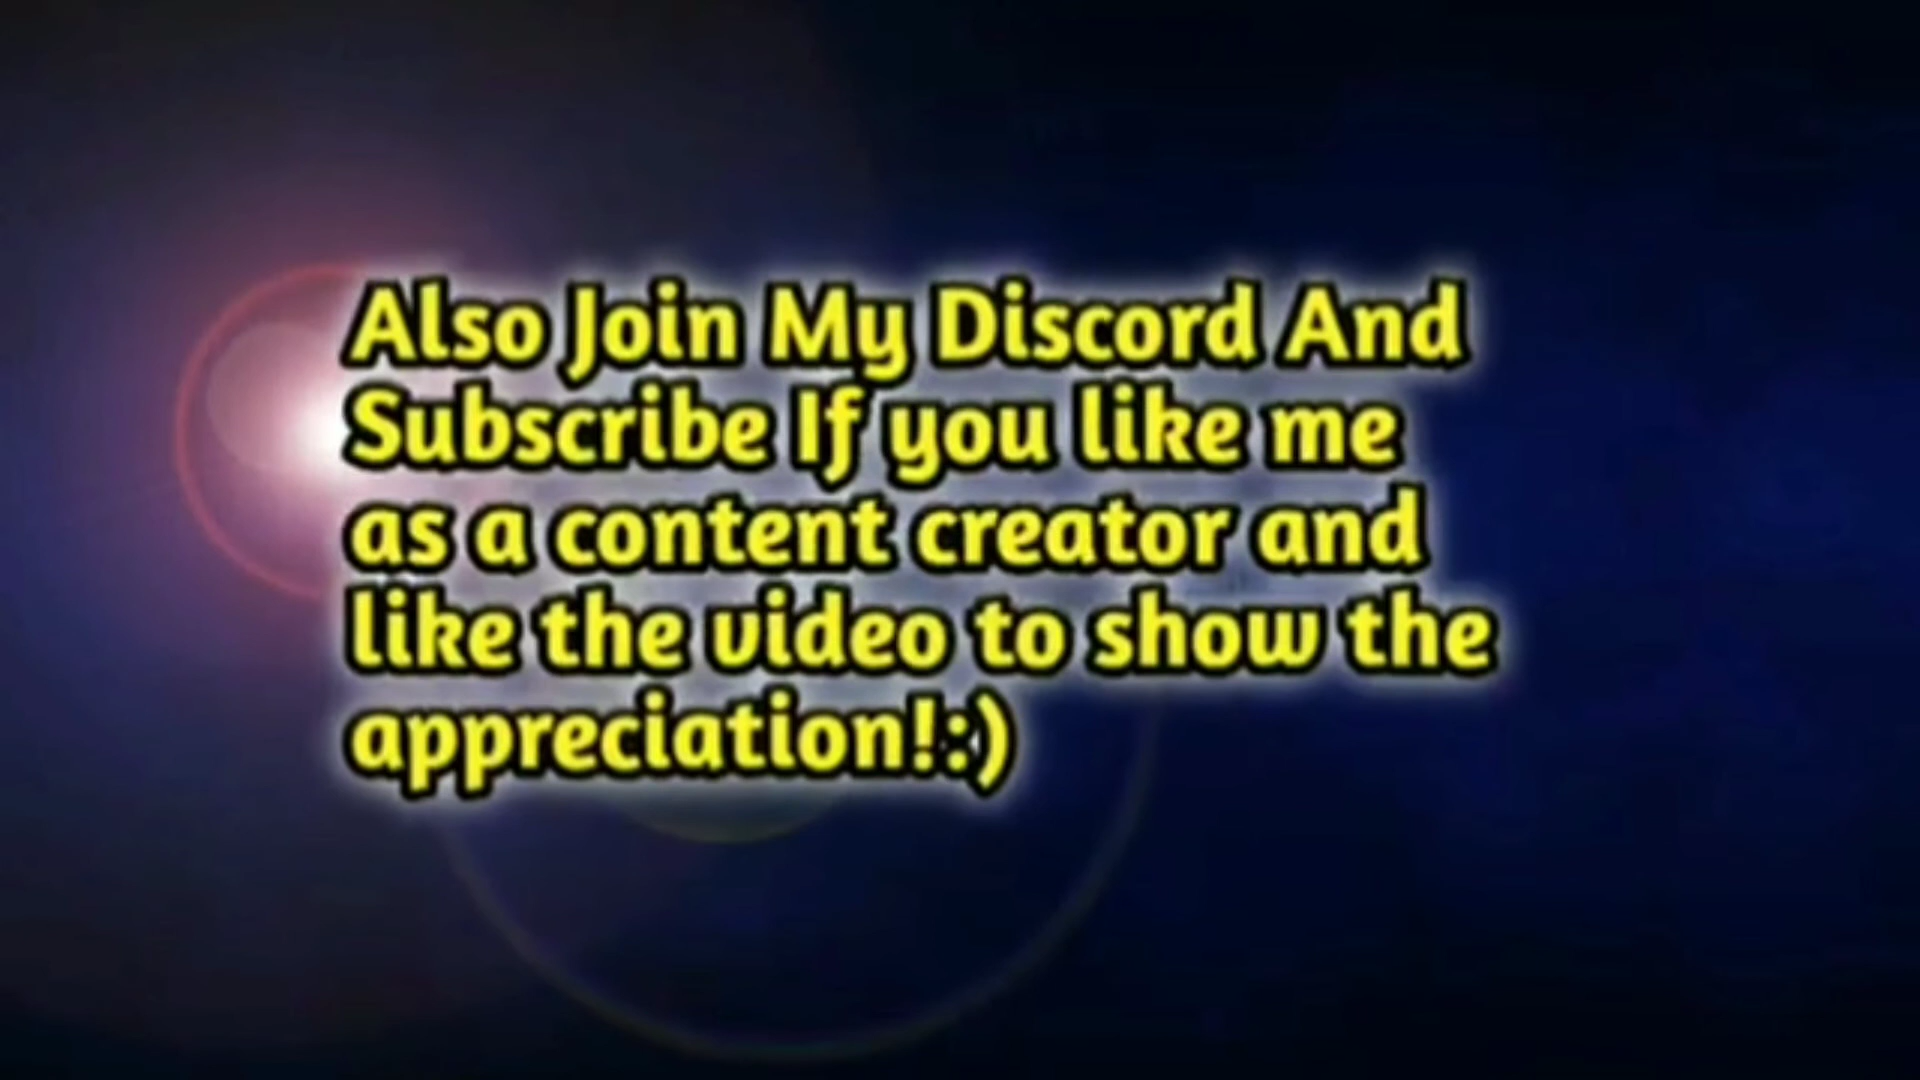 Also Join My Discord And
Subscribe If you like me
as a content creator and
like the video to show the
appreciation!:)